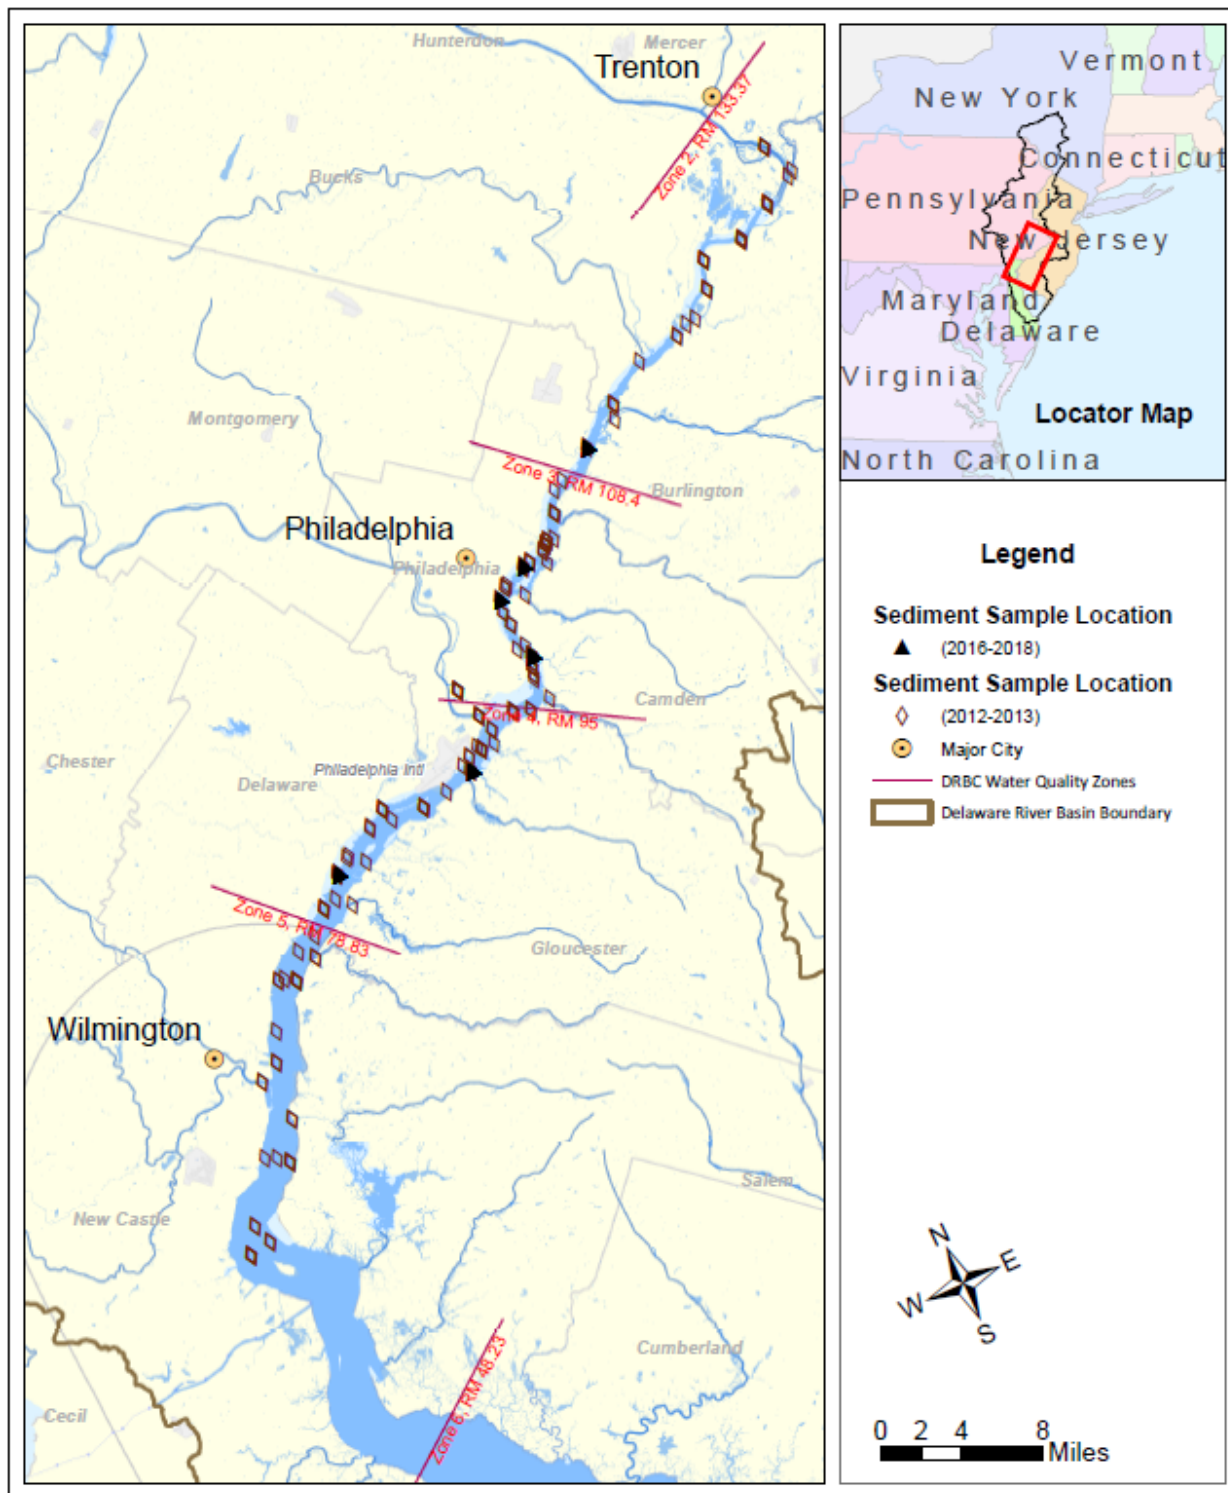 Hunterdon
Mercer
Trenton
Zone 2, RM 133.37
Bucks
Montgomery
Zone 3, RM 108.4
Burlington
Philadelphia
Philadelphia
Camden
Zone 4, RM 95
Chester
Delaware
Philadelphia Intl
Zone 5, RM 78.83
Gloucester
Wilmington
Salem
New Castle
Cumberland
Zone 6, RM 48.23
Cecil
Vermont
New York
Connecticut
Pennsylvania
New Jersey
Maryland
Delaware
Virginia
Locator Map
North Carolina
Legend
Sediment Sample Location
(2016-2018)
Sediment Sample Location
(2012-2013)
Major City
DRBC Water Quality Zones
Delaware River Basin Boundary
N
E
W
S
0 2 4 8
Miles